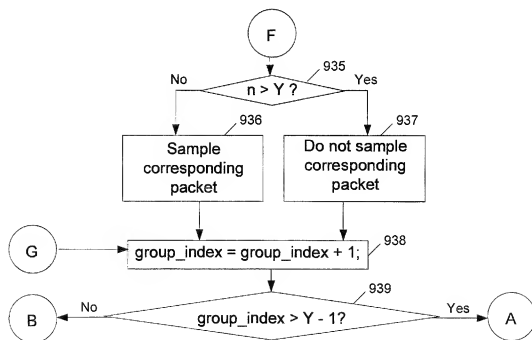 F
935
n > Y ?
No
Yes
936
937
Sample
corresponding
packet
Do not sample
corresponding
packet
G
group_index = group_index + 1;
938
939
B
No
group_index > Y - 1?
Yes
A